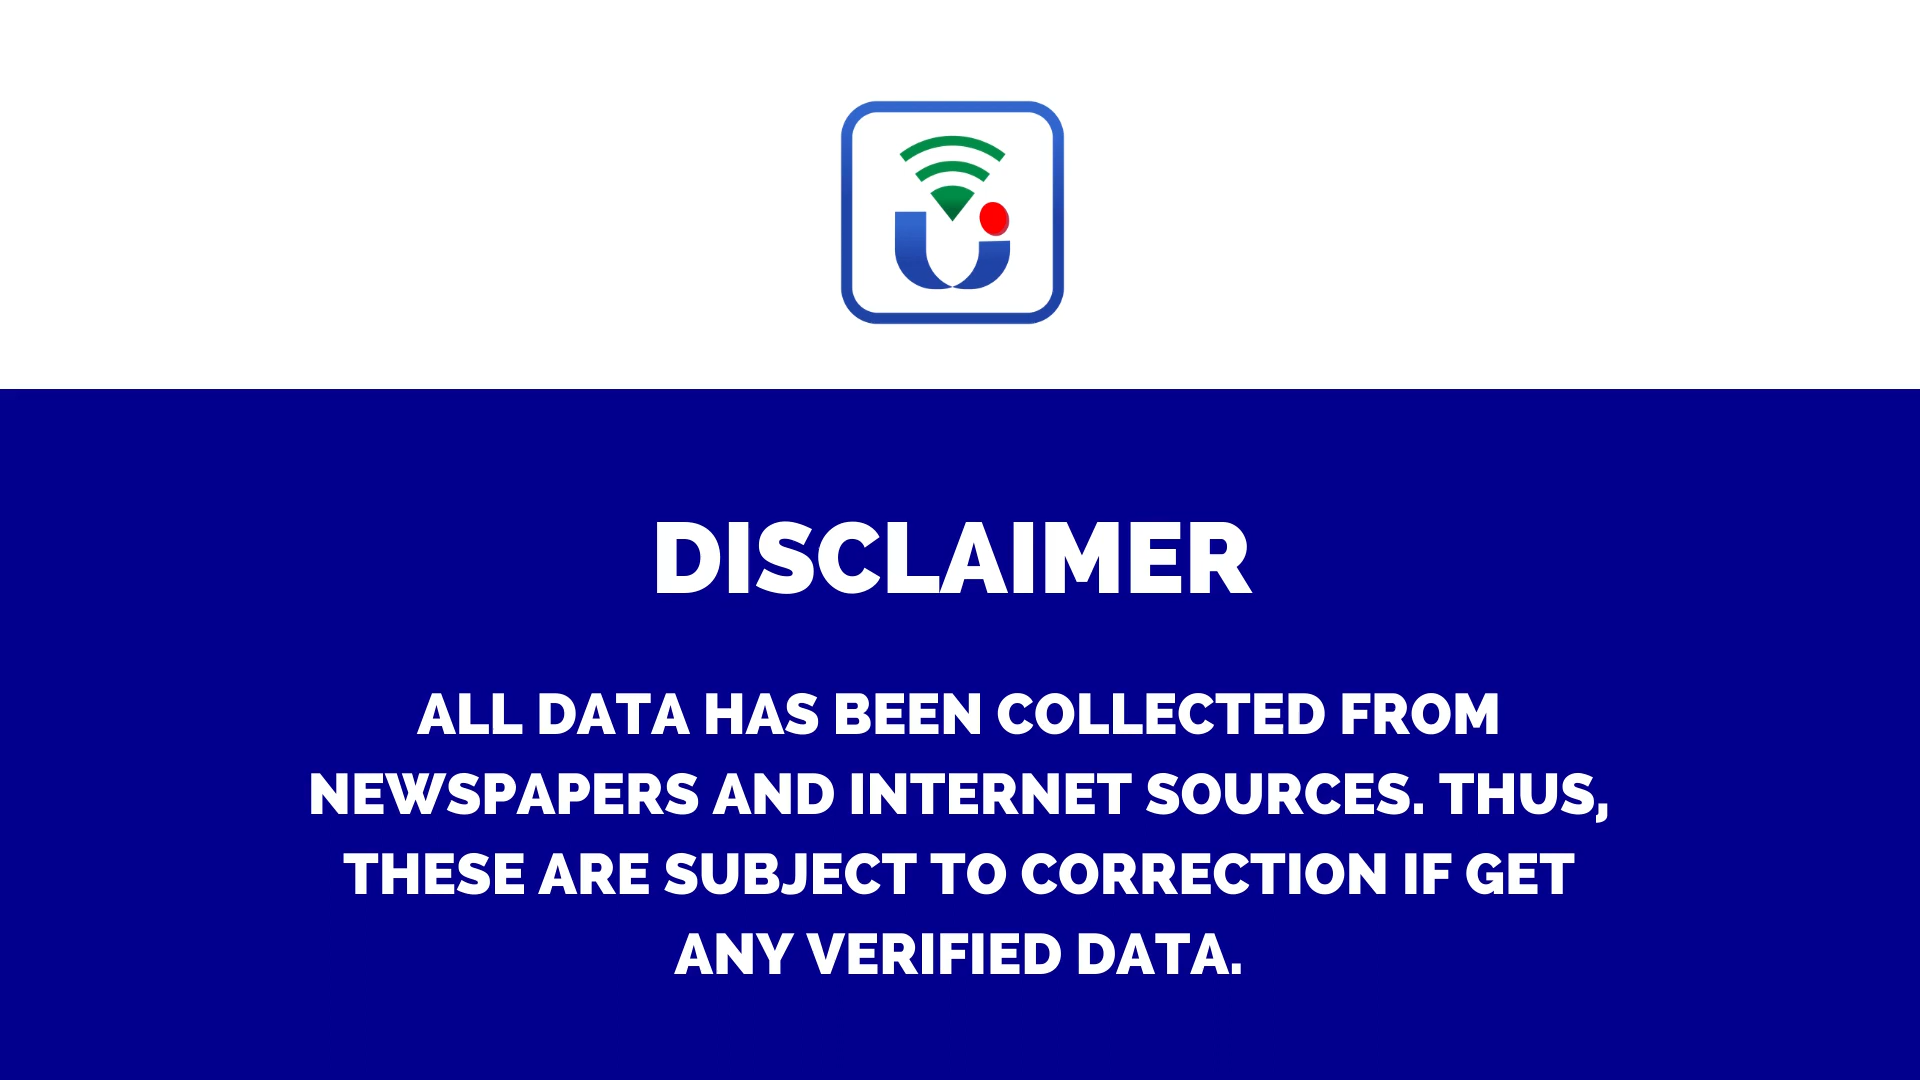 DISCLAIMER
ALL DATA HAS BEEN COLLECTED FROM
NEWSPAPERS AND INTERNET SOURCES. THUS,
THESE ARE SUBJECT TO CORRECTION IF GET
ANY VERIFIED DATA.